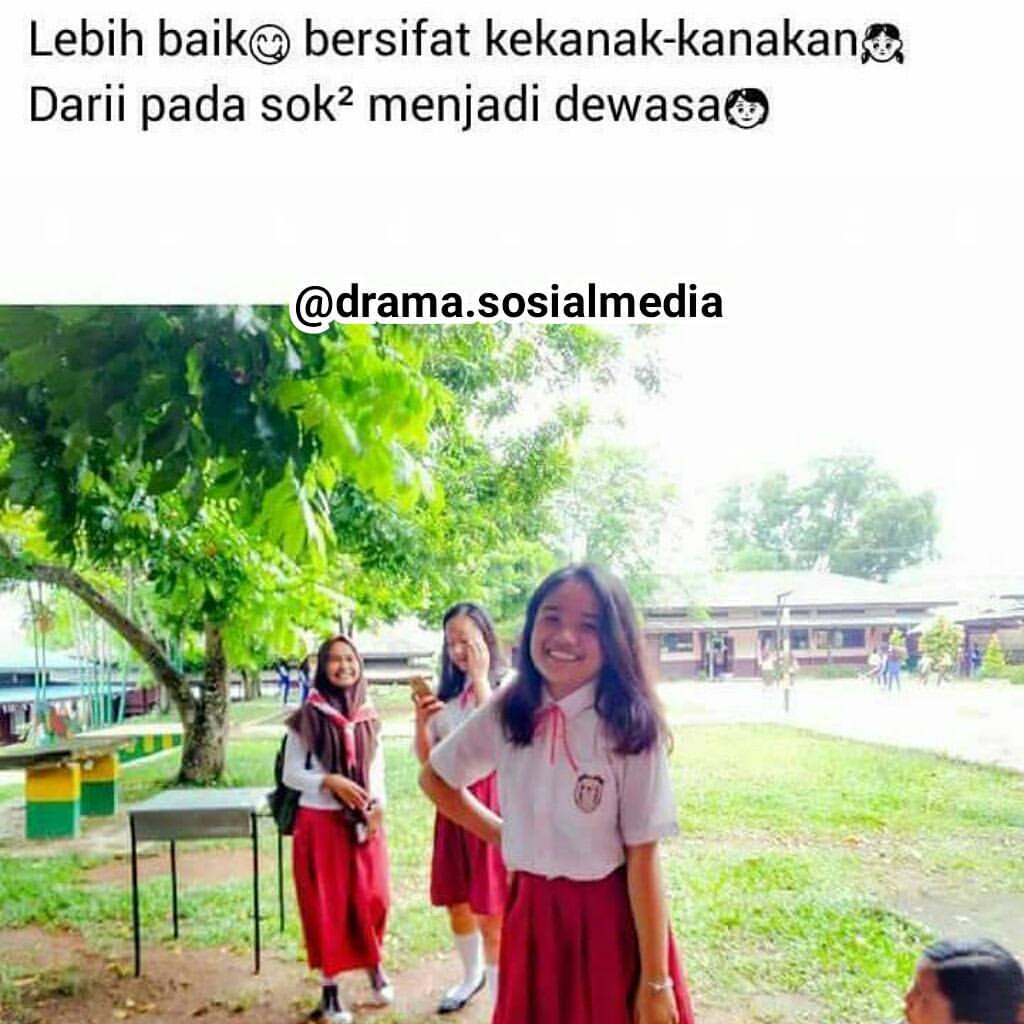 Lebih baik😋 bersifat kekanak-kanakan👧
Darii pada sok² menjadi dewasa👩
@drama.sosialmedia